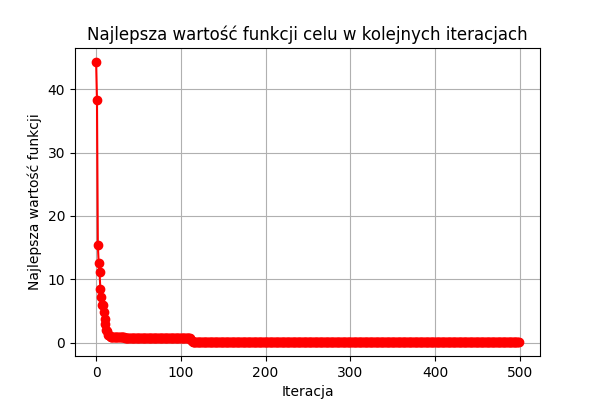 Najlepsza wartość funkcji celu w kolejnych iteracjach
Najlepsza wartość funkcji
40
30
20
10
0
0 100 200 300 400 500
Iteracja